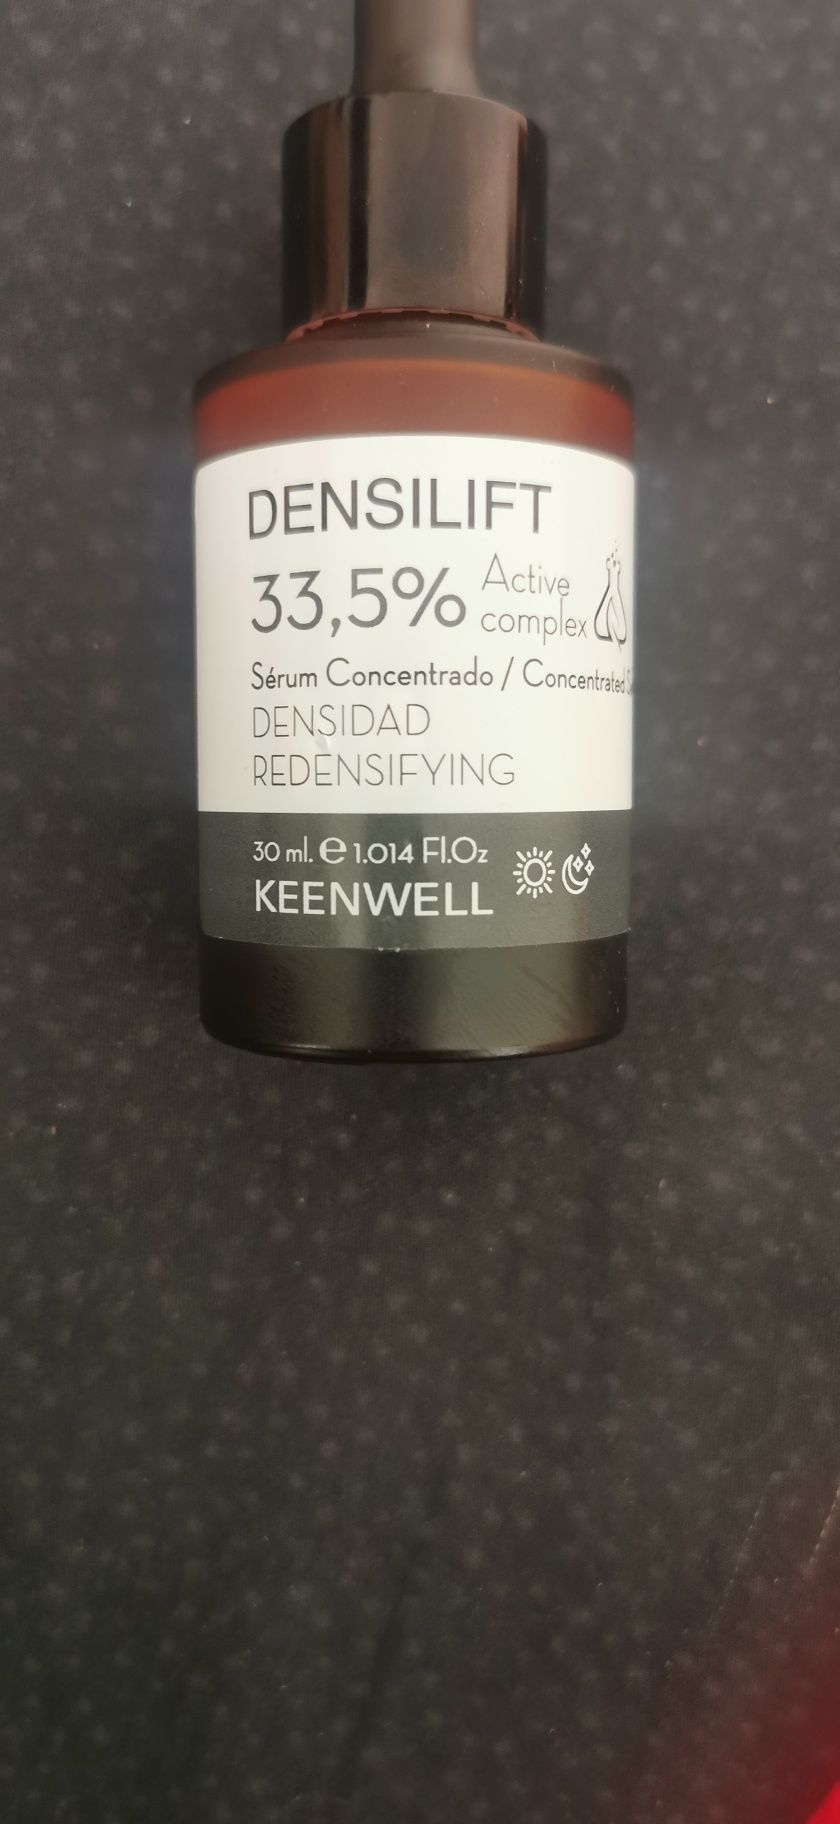 DENSILIFT
33,5% Active
complex
Sérum Concentrado / Concentrated
DENSIDAD
REDENSIFYING
30 ml. ℮ 1.014 Fl.Oz
KEENWELL